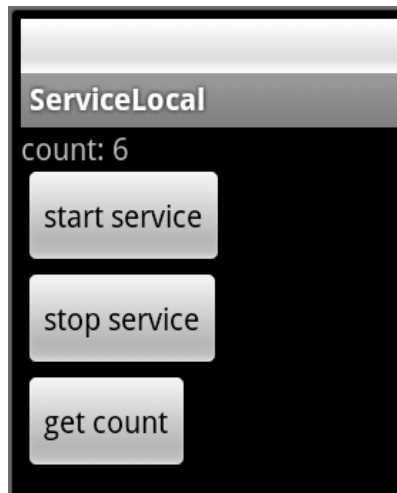 ServiceLocal
count: 6
start service
stop service
get count